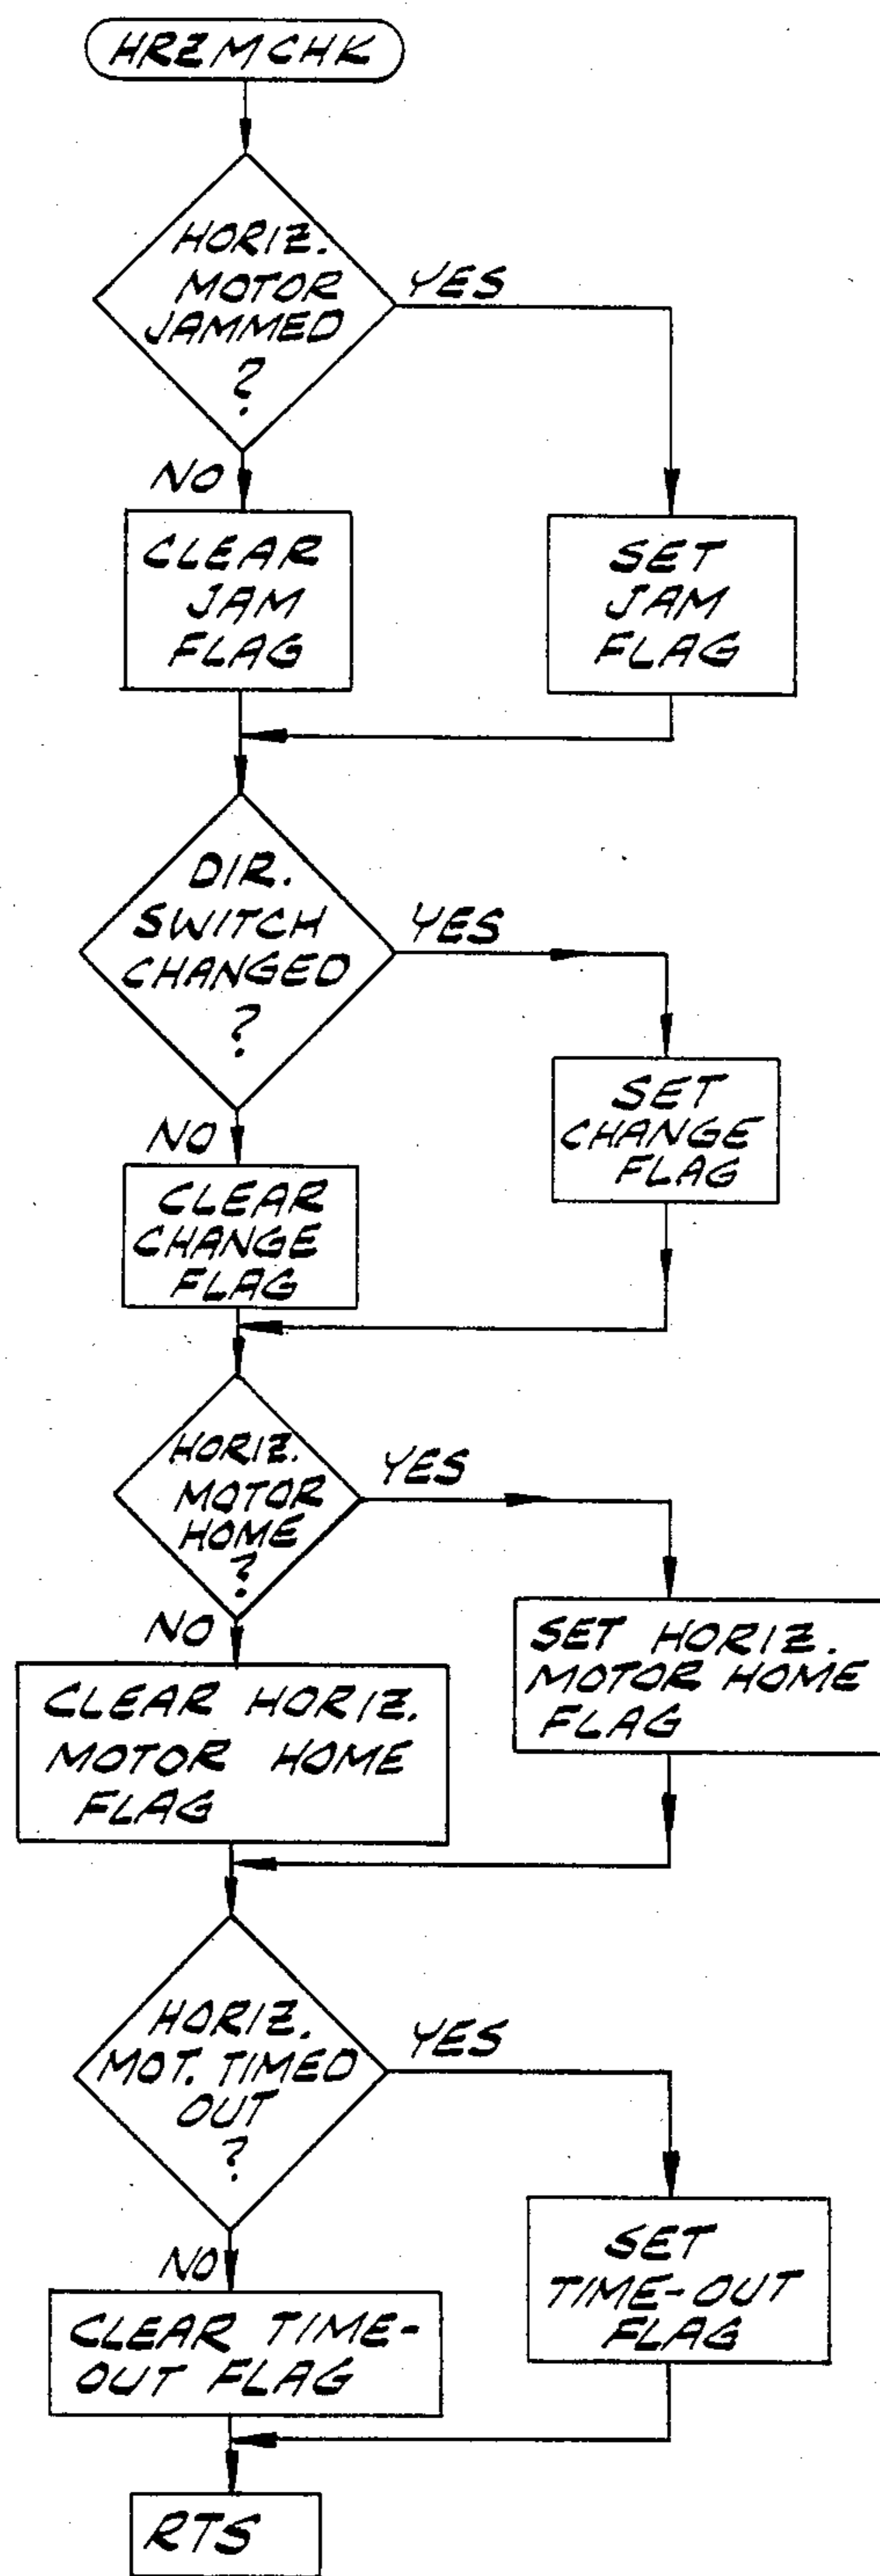 HRZMCHK
HORIZ.
MOTOR
JAMMED
?
YES
NO
CLEAR
JAM
FLAG
SET
JAM
FLAG
DIR.
SWITCH
CHANGED
?
YES
NO
SET
CHANGE
FLAG
CLEAR
CHANGE
FLAG
HORIZ.
MOTOR
HOME
?
YES
NO
SET HORIZ.
MOTOR HOME
FLAG
CLEAR HORIZ.
MOTOR HOME
FLAG
HORIZ.
MOT. TIMED
OUT
?
YES
NO
SET
TIME-OUT
FLAG
CLEAR TIME-
OUT FLAG
RTS